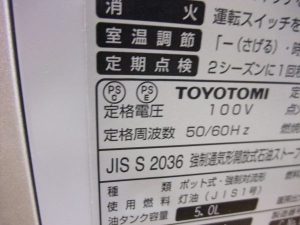 消 火 運転スイッチを
室温調節 「－(さげる)・時
定期点検 2シーズンに1回
PS PS E TOYOTOMI
定格電圧 100V
定格周波数 50/60Hz 燃
JIS S 2036 強制通気形開放式石油ストーブ
種 類 ポット式・強制対流形
使用燃料 灯油(JIS1号)
油タンク容量 5.0L